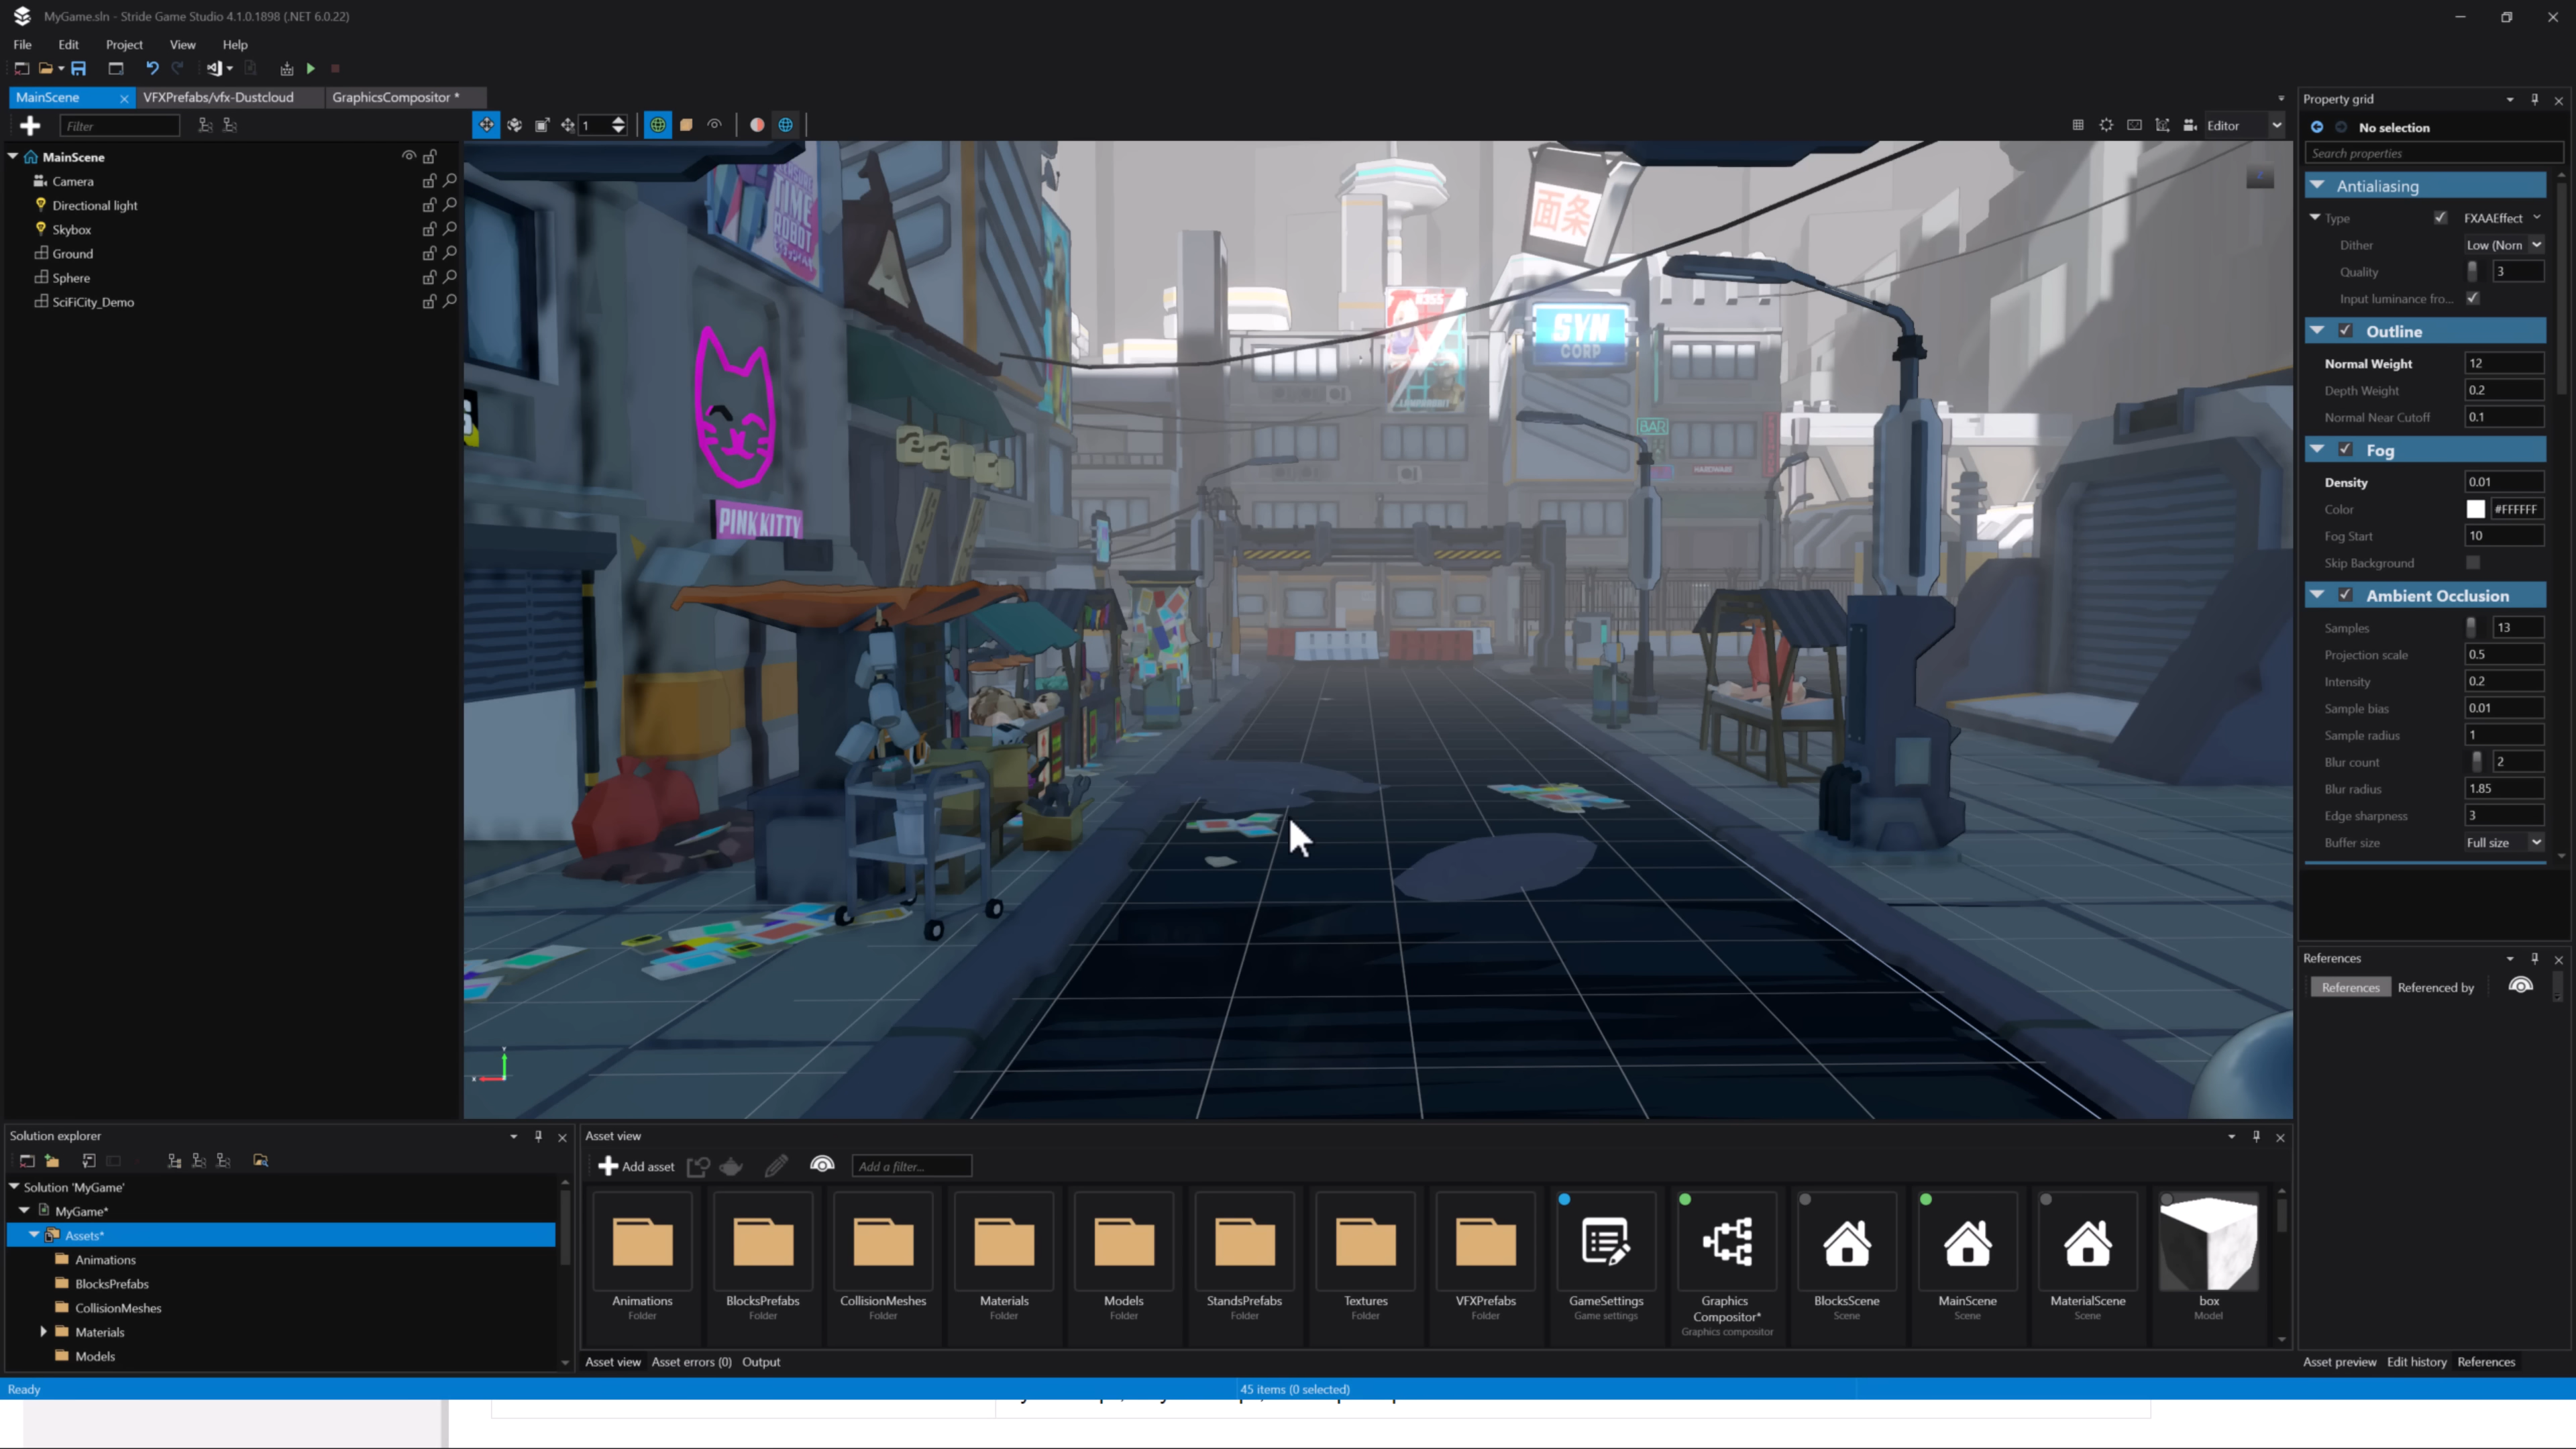 MyGame.sln - Stride Game Studio 4.1.0.1898 (.NET 6.0.22)
File Edit Project View Help
MainScene VFXPrefabs/vfx-Dustcloud GraphicsCompositor *
Filter
1
Editor
MainScene
Camera
Directional light
Skybox
Ground
Sphere
SciFiCity_Demo
TIME
ROBOT
面条
SYN
CORP
BAR
HARDWARE
PINK KITTY
Property grid
No selection
Search properties
Antialiasing
Type FXAAEffect
Dither Low (Norn
Quality 3
Input luminance fro...
Outline
Normal Weight 12
Depth Weight 0.2
Normal Near Cutoff 0.1
Fog
Density 0.01
Color #FFFFFF
Fog Start 10
Skip Background
Ambient Occlusion
Samples 13
Projection scale 0.5
Intensity 0.2
Sample bias 0.01
Sample radius 1
Blur count 2
Blur radius 1.85
Edge sharpness 3
Buffer size Full size
References
References Referenced by
Solution explorer
Solution 'MyGame'
MyGame*
Assets*
Animations
BlocksPrefabs
CollisionMeshes
Materials
Models
Asset view
Add asset Add a filter...
Animations
Folder
BlocksPrefabs
Folder
CollisionMeshes
Folder
Materials
Folder
Models
Folder
StandsPrefabs
Folder
Textures
Folder
VFXPrefabs
Folder
GameSettings
Game settings
Graphics
Compositor*
Graphics compositor
BlocksScene
Scene
MainScene
Scene
MaterialScene
Scene
box
Model
Asset view Asset errors (0) Output
Asset preview Edit history References
Ready
45 items (0 selected)